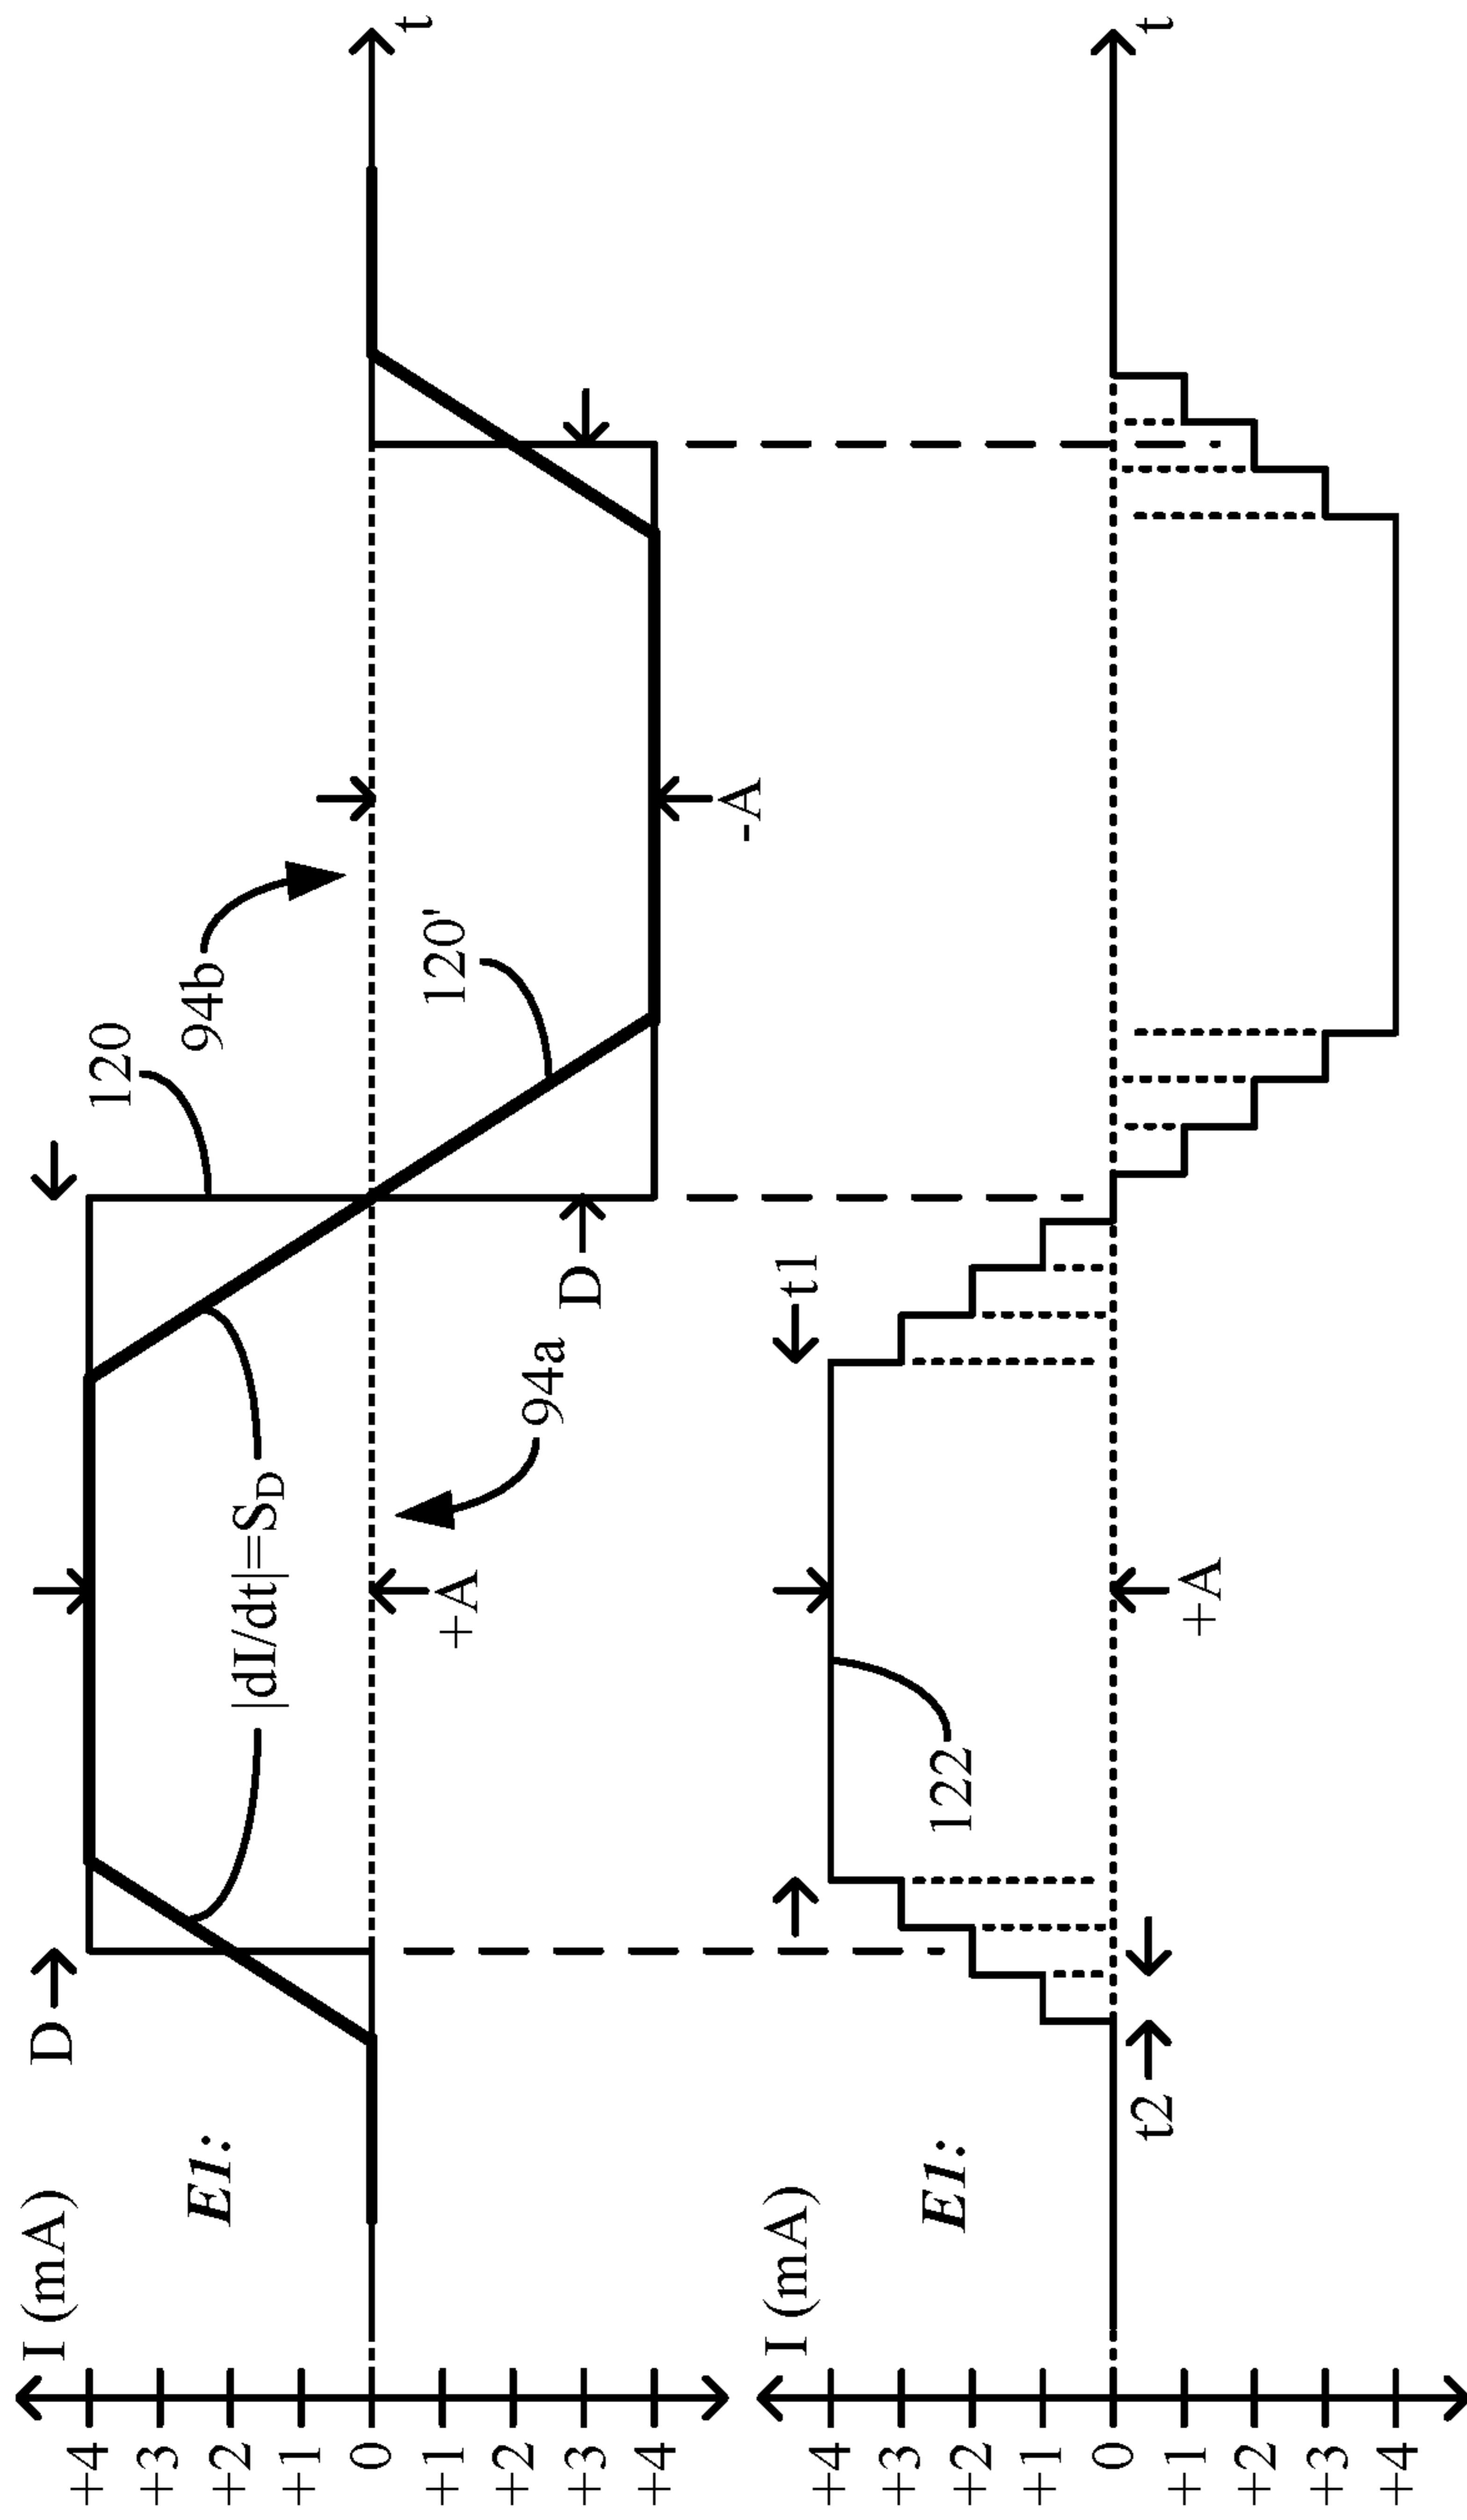 I (mA)
+4
+3
+2
+1
0
+1
+2
+3
+4
E1:
D
|dI/dt|=SD
+A
94a
D
120
94b
120'
-A
t
I (mA)
+4
+3
+2
+1
0
+1
+2
+3
+4
E1:
t2
122
t1
+A
t